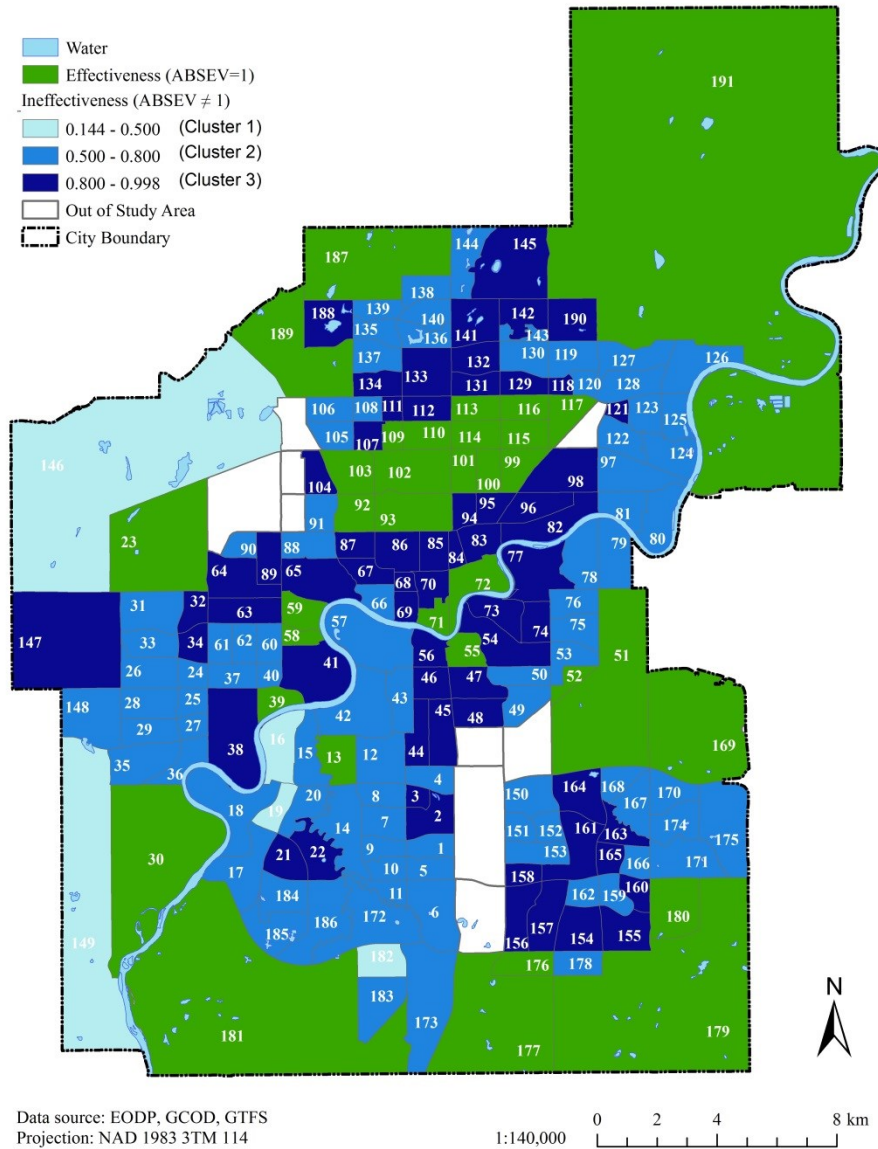 Water
Effectiveness (ABSEV=1)
Ineffectiveness (ABSEV ≠ 1)
0.144 - 0.500 (Cluster 1)
0.500 - 0.800 (Cluster 2)
0.800 - 0.998 (Cluster 3)
Out of Study Area
City Boundary
191
187 144 145
138
188 139 140 142 190
189 135 136 141 143
137 133 132 130 119 127 126
134 131 129 118 120 128
106 108 111 112 113 116 117 121 123 125
105 107 109 110 114 115 122 124
146 104 103 102 101 99 97
100 98
92 93 95 96
23 91 94 82 81 80
90 88 87 86 85 83 79
64 89 65 67 84 77 78
68 70 72
31 32 63 59 57 66 69 71 73 76
33 34 61 62 60 58 54 74 75
147 41 56 55 53 51
26 24 37 40 46 47 50 52
148 28 25 39 43 49
29 27 42 45 48
38 16 15 13 12 44 169
35 36
4 164 168
18 19 20 8 3 150 167 170
14 7 2 151 152 161 163 174 175
30 21 22 9 1 153 165
17 10 5 158 166 171
184 11 162 159 160
149 185 186 172 6 157 180
156 154 155
182 176 178
183
181 173 177 179
N
Data source: EODP, GCOD, GTFS
Projection: NAD 1983 3TM 114
1:140,000
0 2 4 8 km